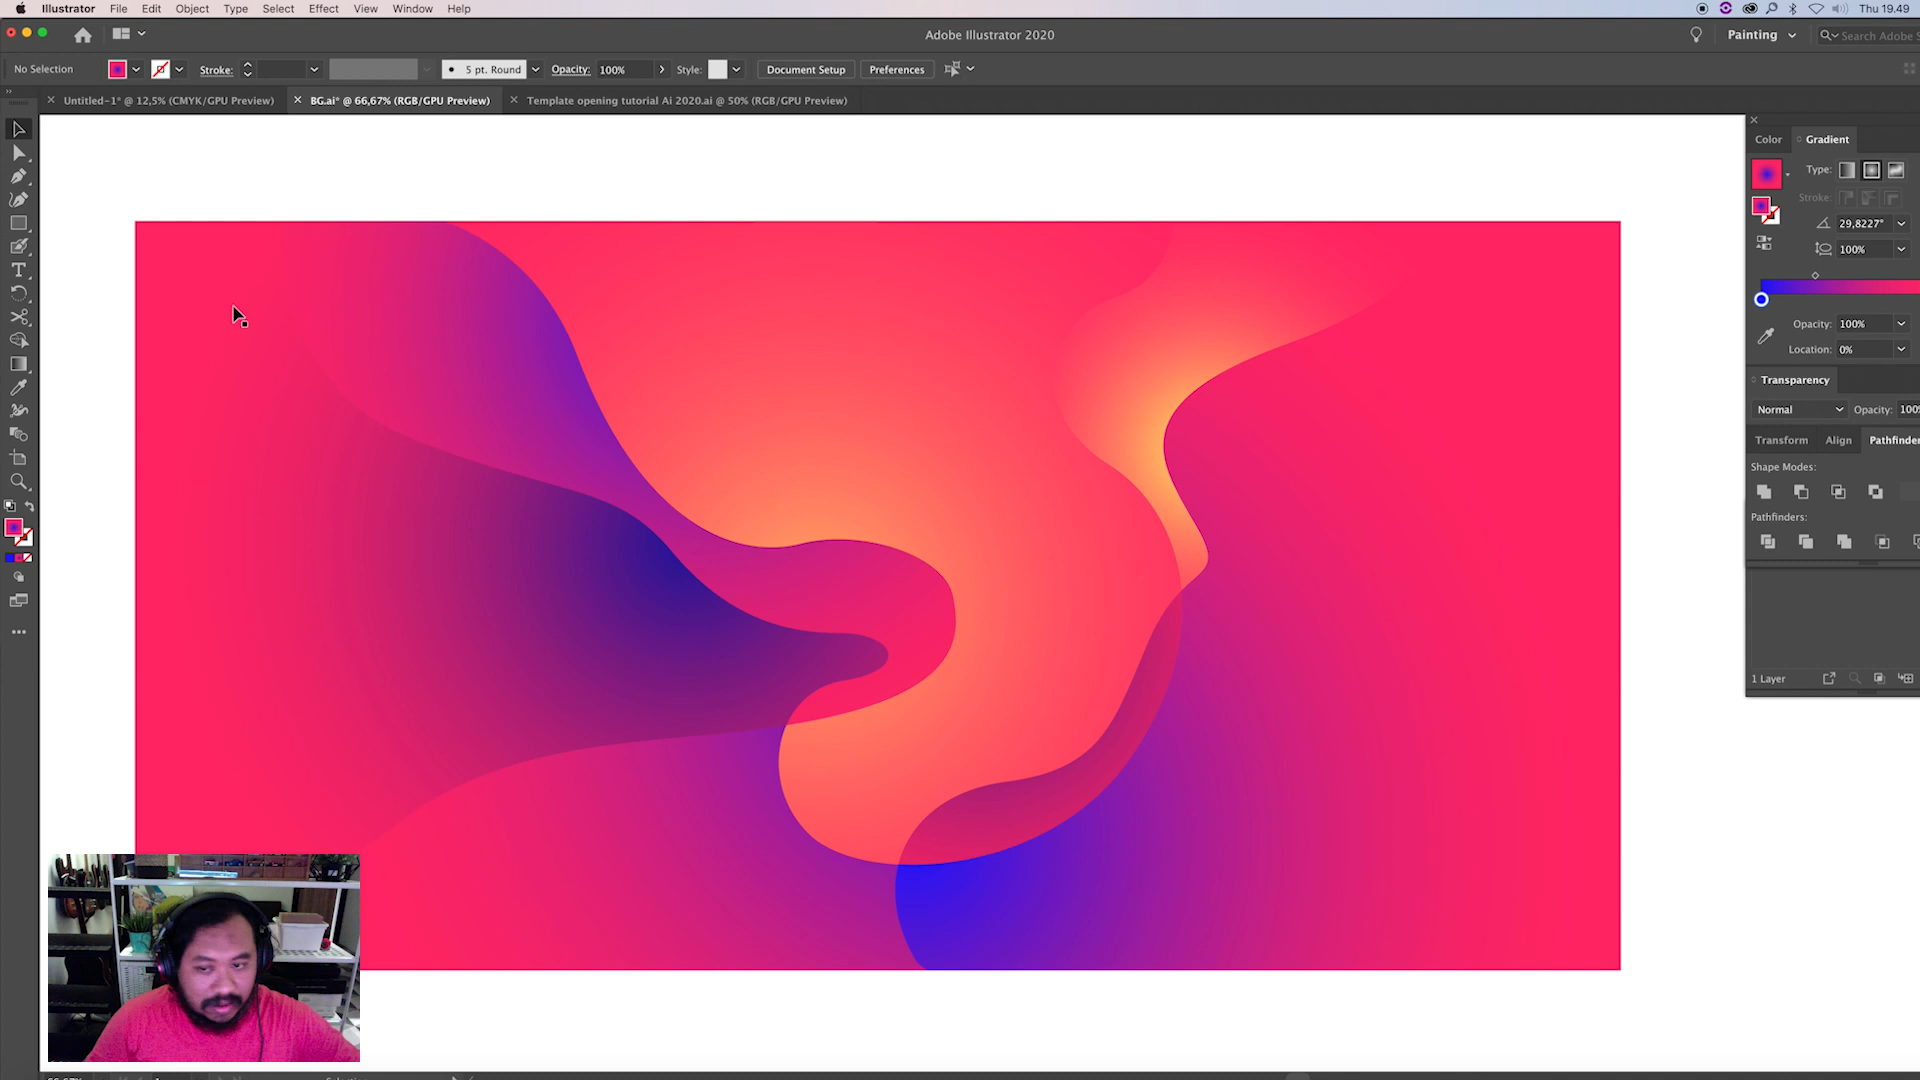 Illustrator File Edit Object Type Select Effect View Window Help Thu 19.49
Adobe Illustrator 2020 Painting Search Adobe S
No Selection Stroke: 5 pt. Round Opacity: 100% Style: Document Setup Preferences
Untitled-1* @ 12,5% (CMYK/GPU Preview) BG.ai* @ 66,67% (RGB/GPU Preview) Template opening tutorial Ai 2020.ai @ 50% (RGB/GPU Preview)
Color Gradient
Type:
Stroke:
29,8227°
100%
Opacity: 100%
Location: 0%
Transparency
Normal Opacity: 100
Transform Align Pathfinder
Shape Modes:
Pathfinders:
1 Layer